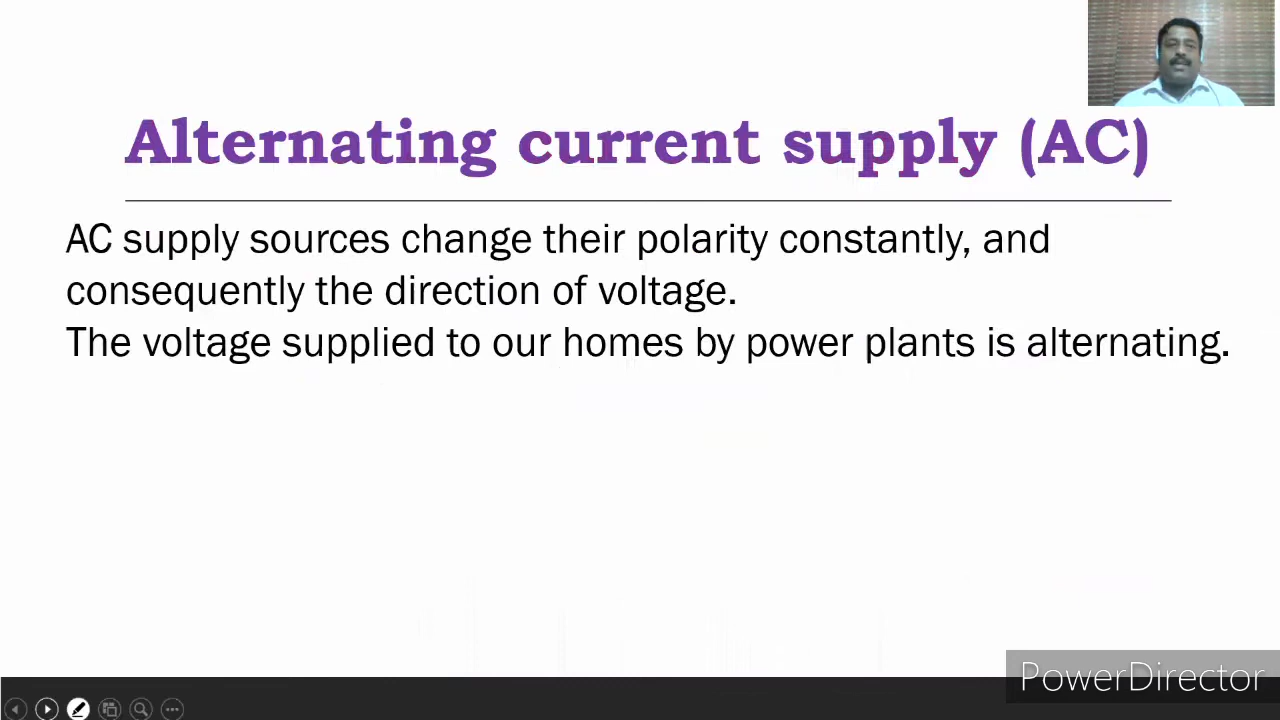 Alternating current supply (AC)
AC supply sources change their polarity constantly, and
consequently the direction of voltage.
The voltage supplied to our homes by power plants is alternating.
PowerDirector